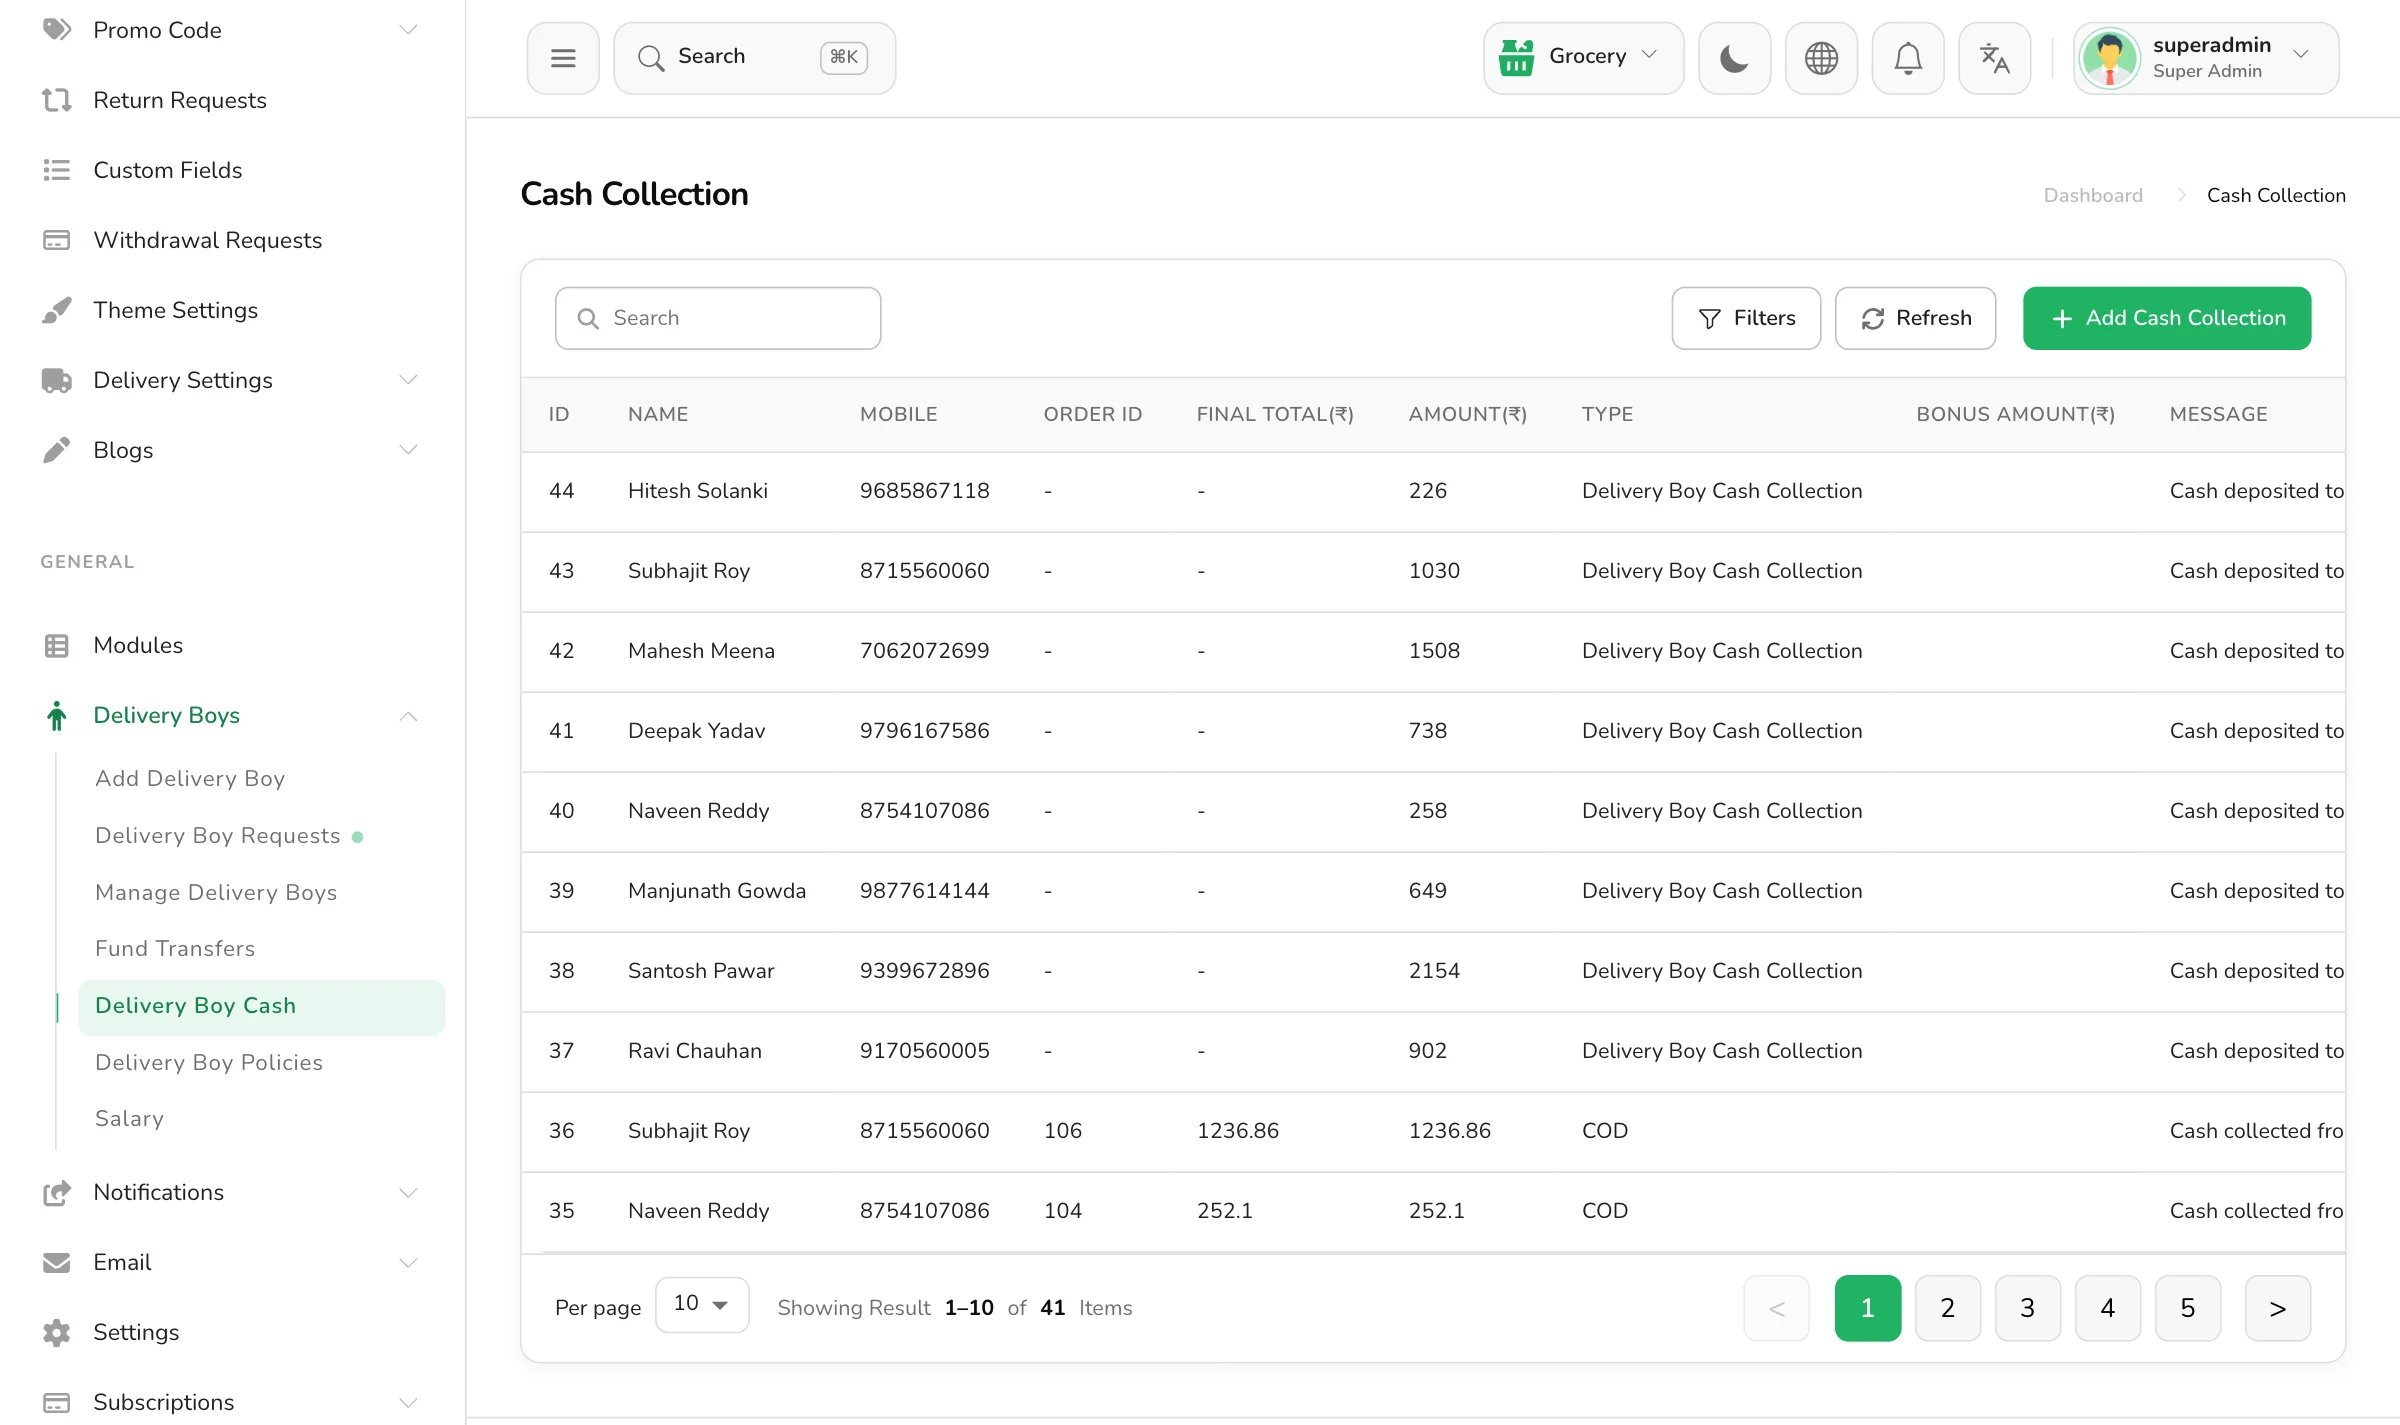 Promo Code
Return Requests
Custom Fields
Withdrawal Requests
Theme Settings
Delivery Settings
Blogs
GENERAL
Modules
Delivery Boys
Add Delivery Boy
Delivery Boy Requests
Manage Delivery Boys
Fund Transfers
Delivery Boy Cash
Delivery Boy Policies
Salary
Notifications
Email
Settings
Subscriptions
Search ⌘K
Grocery
superadmin
Super Admin
Cash Collection
Dashboard > Cash Collection
Search
Filters
Refresh
+ Add Cash Collection
ID NAME MOBILE ORDER ID FINAL TOTAL(₹) AMOUNT(₹) TYPE BONUS AMOUNT(₹) MESSAGE
44 Hitesh Solanki 9685867118 - - 226 Delivery Boy Cash Collection Cash deposited to
43 Subhajit Roy 8715560060 - - 1030 Delivery Boy Cash Collection Cash deposited to
42 Mahesh Meena 7062072699 - - 1508 Delivery Boy Cash Collection Cash deposited to
41 Deepak Yadav 9796167586 - - 738 Delivery Boy Cash Collection Cash deposited to
40 Naveen Reddy 8754107086 - - 258 Delivery Boy Cash Collection Cash deposited to
39 Manjunath Gowda 9877614144 - - 649 Delivery Boy Cash Collection Cash deposited to
38 Santosh Pawar 9399672896 - - 2154 Delivery Boy Cash Collection Cash deposited to
37 Ravi Chauhan 9170560005 - - 902 Delivery Boy Cash Collection Cash deposited to
36 Subhajit Roy 8715560060 106 1236.86 1236.86 COD Cash collected fro
35 Naveen Reddy 8754107086 104 252.1 252.1 COD Cash collected fro
Per page 10 Showing Result 1–10 of 41 Items
< 1 2 3 4 5 >